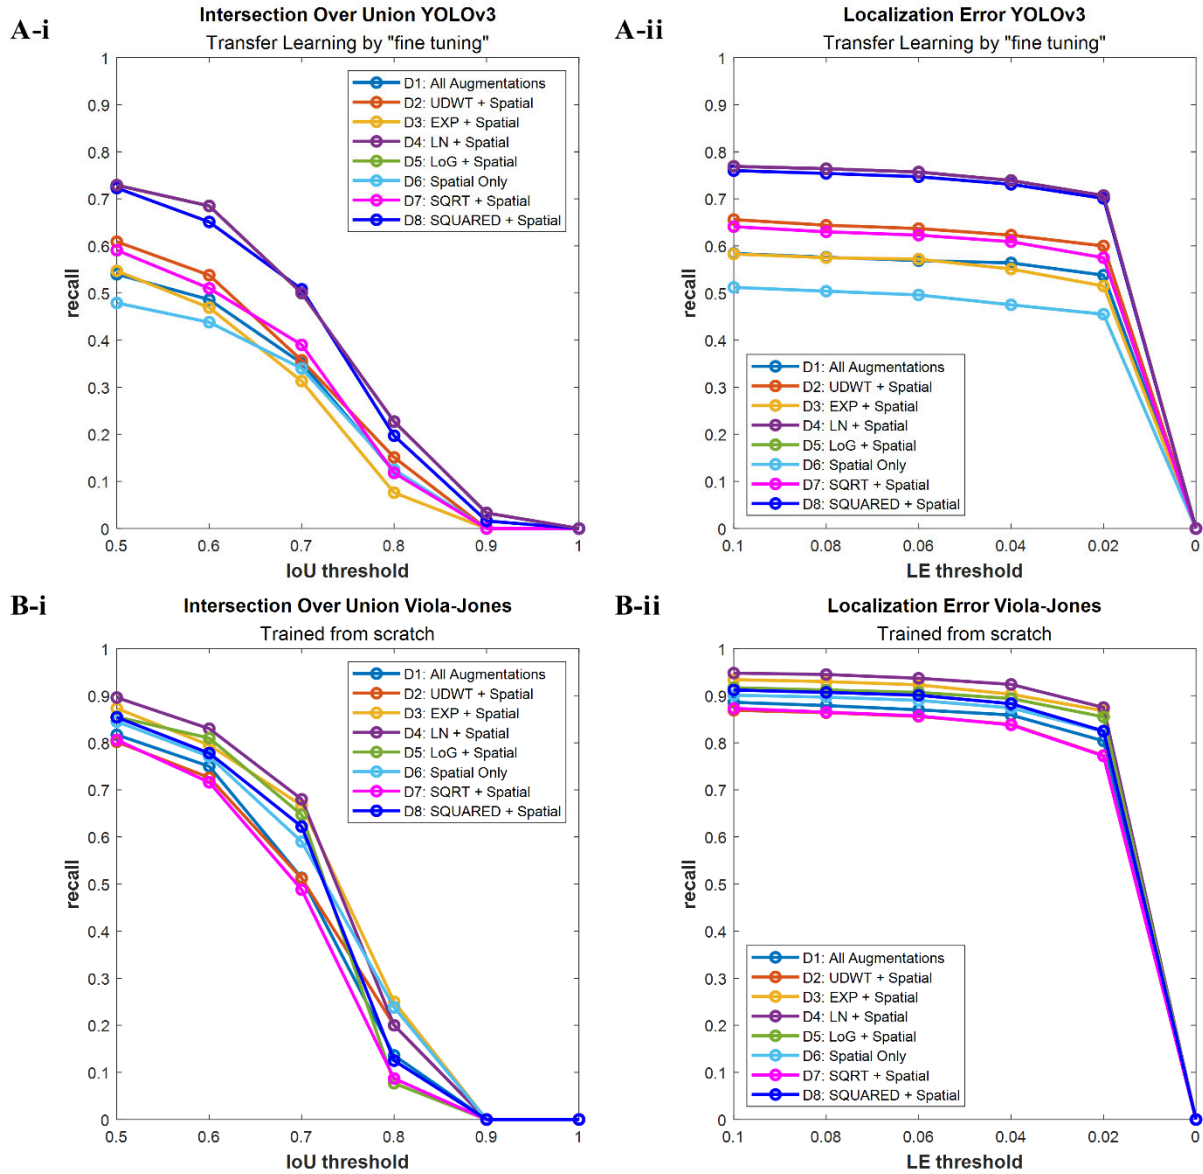 A-i
Intersection Over Union YOLOv3
Transfer Learning by "fine tuning"
1
0.9
0.8
0.7
0.6
0.5
0.4
0.3
0.2
0.1
0
recall
D1: All Augmentations
D2: UDWT + Spatial
D3: EXP + Spatial
D4: LN + Spatial
D5: LoG + Spatial
D6: Spatial Only
D7: SQRT + Spatial
D8: SQUARED + Spatial
0.5 0.6 0.7 0.8 0.9 1
IoU threshold
A-ii
Localization Error YOLOv3
Transfer Learning by "fine tuning"
1
0.9
0.8
0.7
0.6
0.5
0.4
0.3
0.2
0.1
0
recall
D1: All Augmentations
D2: UDWT + Spatial
D3: EXP + Spatial
D4: LN + Spatial
D5: LoG + Spatial
D6: Spatial Only
D7: SQRT + Spatial
D8: SQUARED + Spatial
0.1 0.08 0.06 0.04 0.02 0
LE threshold
B-i
Intersection Over Union Viola-Jones
Trained from scratch
1
0.9
0.8
0.7
0.6
0.5
0.4
0.3
0.2
0.1
0
recall
D1: All Augmentations
D2: UDWT + Spatial
D3: EXP + Spatial
D4: LN + Spatial
D5: LoG + Spatial
D6: Spatial Only
D7: SQRT + Spatial
D8: SQUARED + Spatial
0.5 0.6 0.7 0.8 0.9 1
IoU threshold
B-ii
Localization Error Viola-Jones
Trained from scratch
1
0.9
0.8
0.7
0.6
0.5
0.4
0.3
0.2
0.1
0
recall
D1: All Augmentations
D2: UDWT + Spatial
D3: EXP + Spatial
D4: LN + Spatial
D5: LoG + Spatial
D6: Spatial Only
D7: SQRT + Spatial
D8: SQUARED + Spatial
0.1 0.08 0.06 0.04 0.02 0
LE threshold